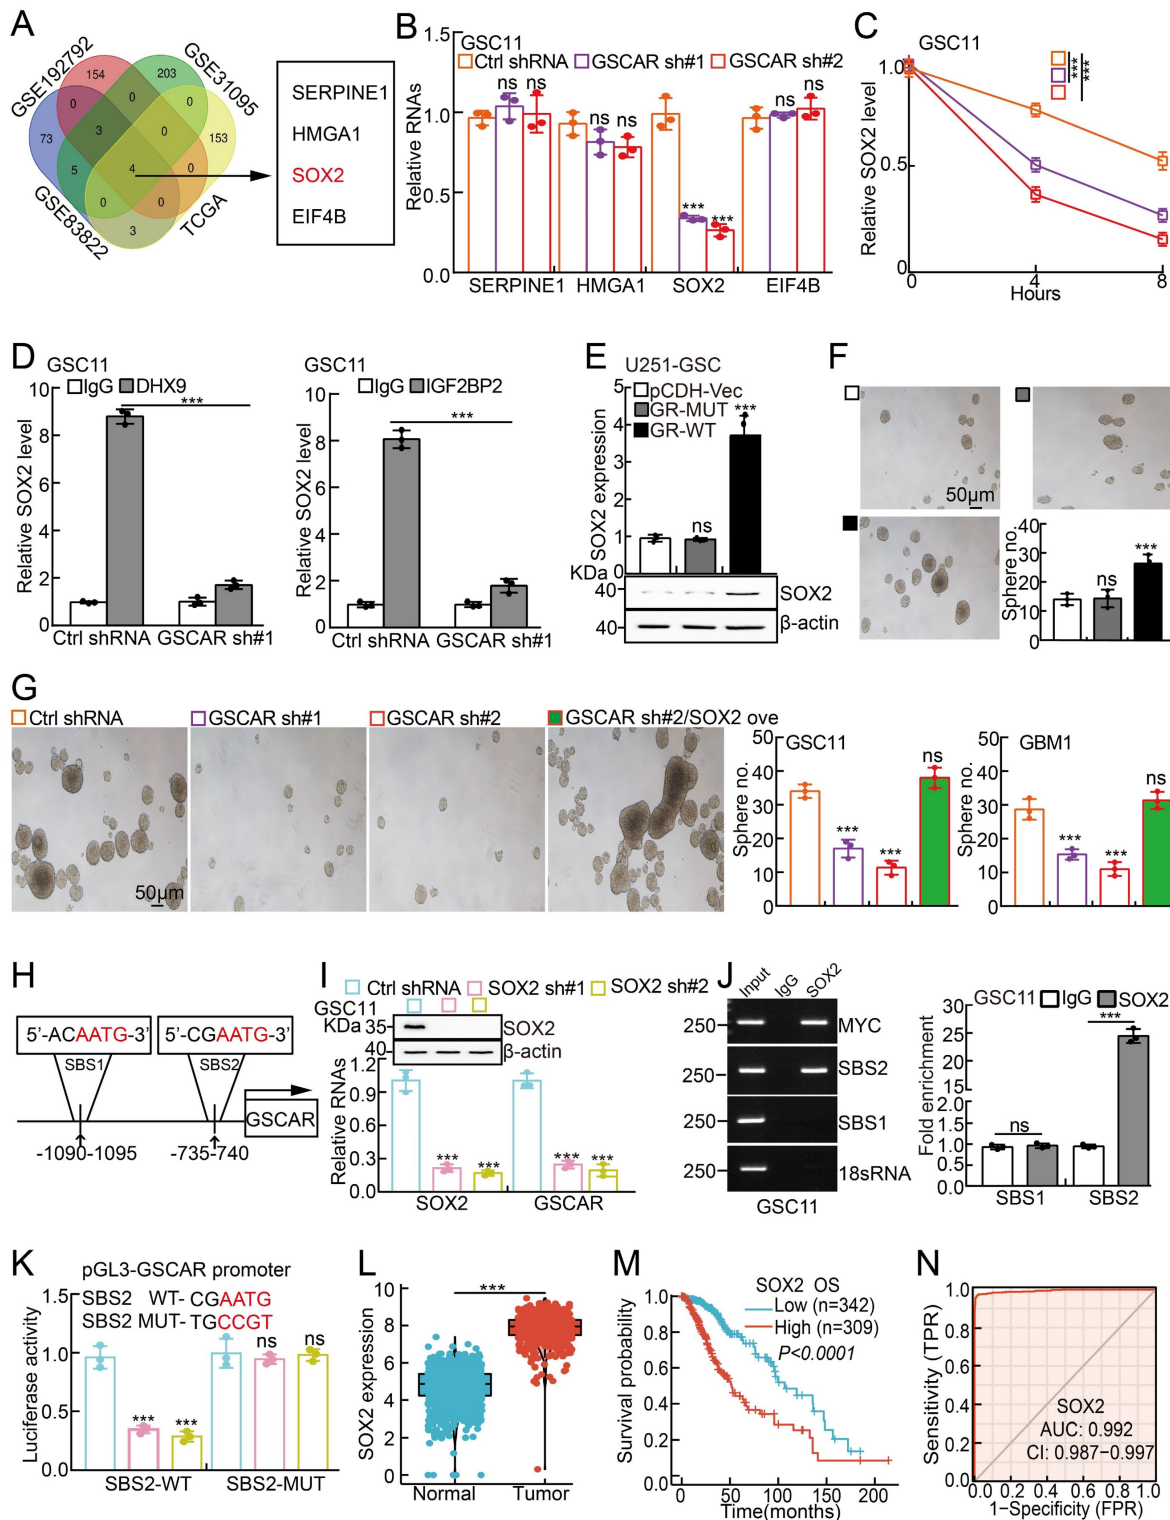 A
GSE192792
GSE31095
GSE83822
TCGA
154
203
73
153
0
0
0
3
0
5
4
0
0
0
3
SERPINE1
HMGA1
SOX2
EIF4B
B
GSC11
Ctrl shRNA GSCAR sh#1 GSCAR sh#2
Relative RNAs
1.5
1.0
0.5
0.0
ns ns
ns ns
*** ***
ns ns
SERPINE1 HMGA1 SOX2 EIF4B
C
GSC11
***
***
Relative SOX2 level
1.0
0.5
0
0 4 8
Hours
D
GSC11
IgG DHX9
***
Relative SOX2 level
10
8
6
4
2
0
Ctrl shRNA GSCAR sh#1
GSC11
IgG IGF2BP2
***
Relative SOX2 level
10
8
6
4
2
0
Ctrl shRNA GSCAR sh#1
E
U251-GSC
pCDH-Vec
GR-MUT
GR-WT
SOX2 expression
5
4
3
2
1
0
ns
***
KDa
40
SOX2
40
β-actin
F
50μm
Sphere no.
40
30
20
10
0
ns
***
G
Ctrl shRNA GSCAR sh#1 GSCAR sh#2 GSCAR sh#2/SOX2 ove
50μm
GSC11
Sphere no.
50
40
30
20
10
0
*** *** ns
GBM1
Sphere no.
50
40
30
20
10
0
*** *** ns
H
5'-ACAATG-3' 5'-CGAATG-3'
SBS1 SBS2
GSCAR
-1090-1095 -735-740
I
Ctrl shRNA SOX2 sh#1 SOX2 sh#2
GSC11
KDa
35
SOX2
40
β-actin
Relative RNAs
1.2
0.9
0.6
0.3
0.0
*** *** *** ***
SOX2 GSCAR
J
Input IgG SOX2
250 MYC
250 SBS2
250 SBS1
250 18sRNA
GSC11
GSC11 IgG SOX2
Fold enrichment
30
25
20
15
10
1.5
1.0
0.5
0.0
ns
***
SBS1 SBS2
K
pGL3-GSCAR promoter
SBS2 WT- CGAATG
SBS2 MUT- TGCCGT
Luciferase activity
1.5
1.0
0.5
0.0
*** *** ns ns
SBS2-WT SBS2-MUT
L
***
SOX2 expression
10
8
6
4
2
0
Normal Tumor
M
SOX2 OS
Low (n=342)
High (n=309)
P<0.0001
Survival probability
1.0
0.8
0.6
0.4
0.2
0.0
0 50 100 150 200
Time(months)
N
Sensitivity (TPR)
1.0
0.8
0.6
0.4
0.2
0.0
SOX2
AUC: 0.992
CI: 0.987−0.997
0.0 0.2 0.4 0.6 0.8 1.0
1-Specificity (FPR)